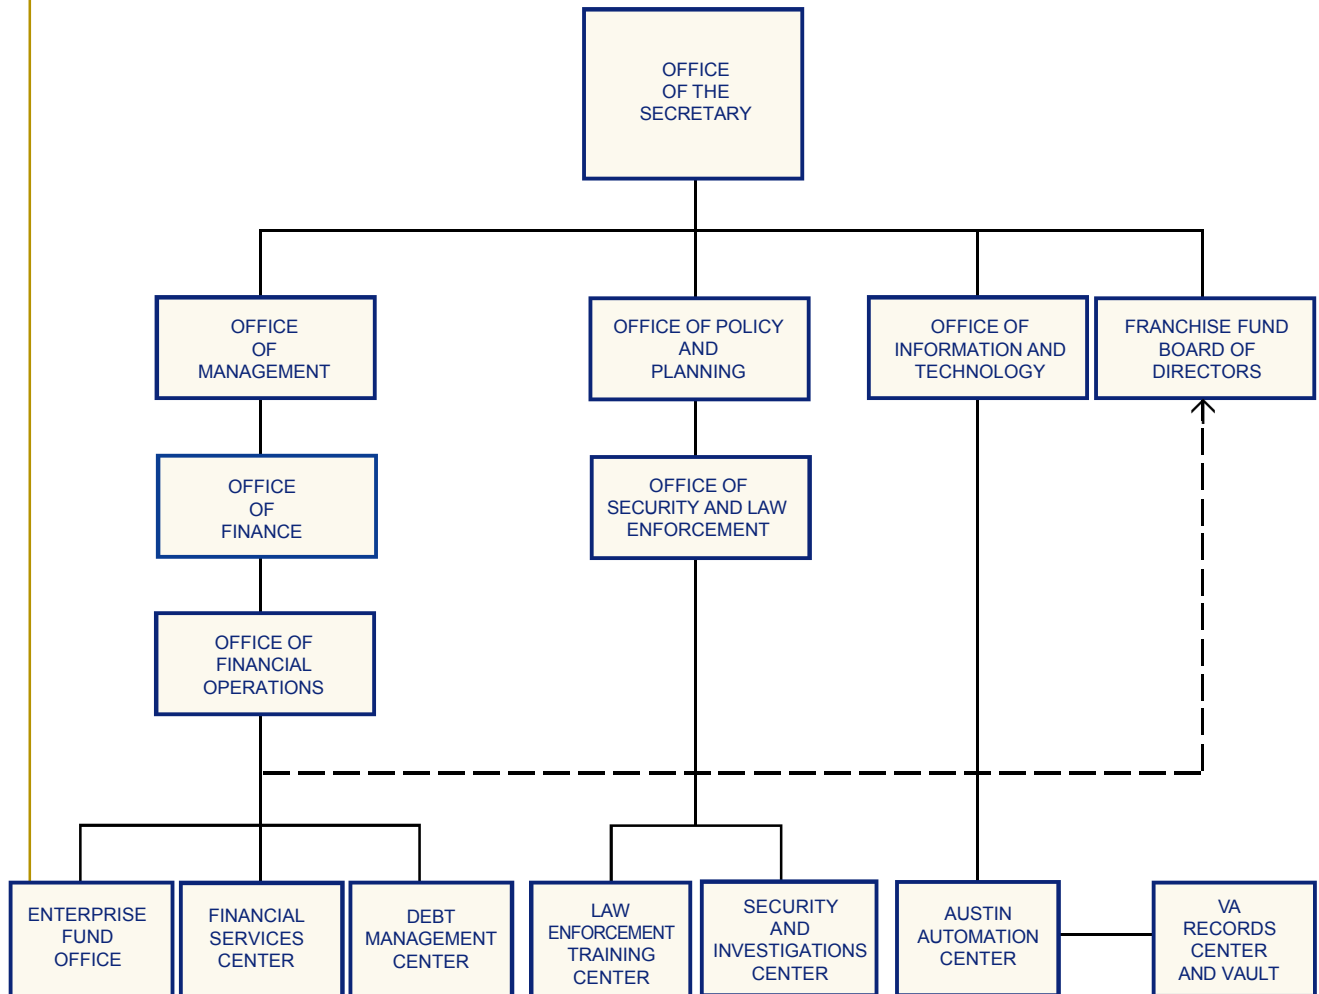 OFFICE
OF THE
SECRETARY
OFFICE
OF
MANAGEMENT
OFFICE OF POLICY
AND
PLANNING
OFFICE OF
INFORMATION AND
TECHNOLOGY
FRANCHISE FUND
BOARD OF
DIRECTORS
OFFICE
OF
FINANCE
OFFICE OF
SECURITY AND LAW
ENFORCEMENT
OFFICE OF
FINANCIAL
OPERATIONS
ENTERPRISE
FUND
OFFICE
FINANCIAL
SERVICES
CENTER
DEBT
MANAGEMENT
CENTER
LAW
ENFORCEMENT
TRAINING
CENTER
SECURITY
AND
INVESTIGATIONS
CENTER
AUSTIN
AUTOMATION
CENTER
VA
RECORDS
CENTER
AND VAULT